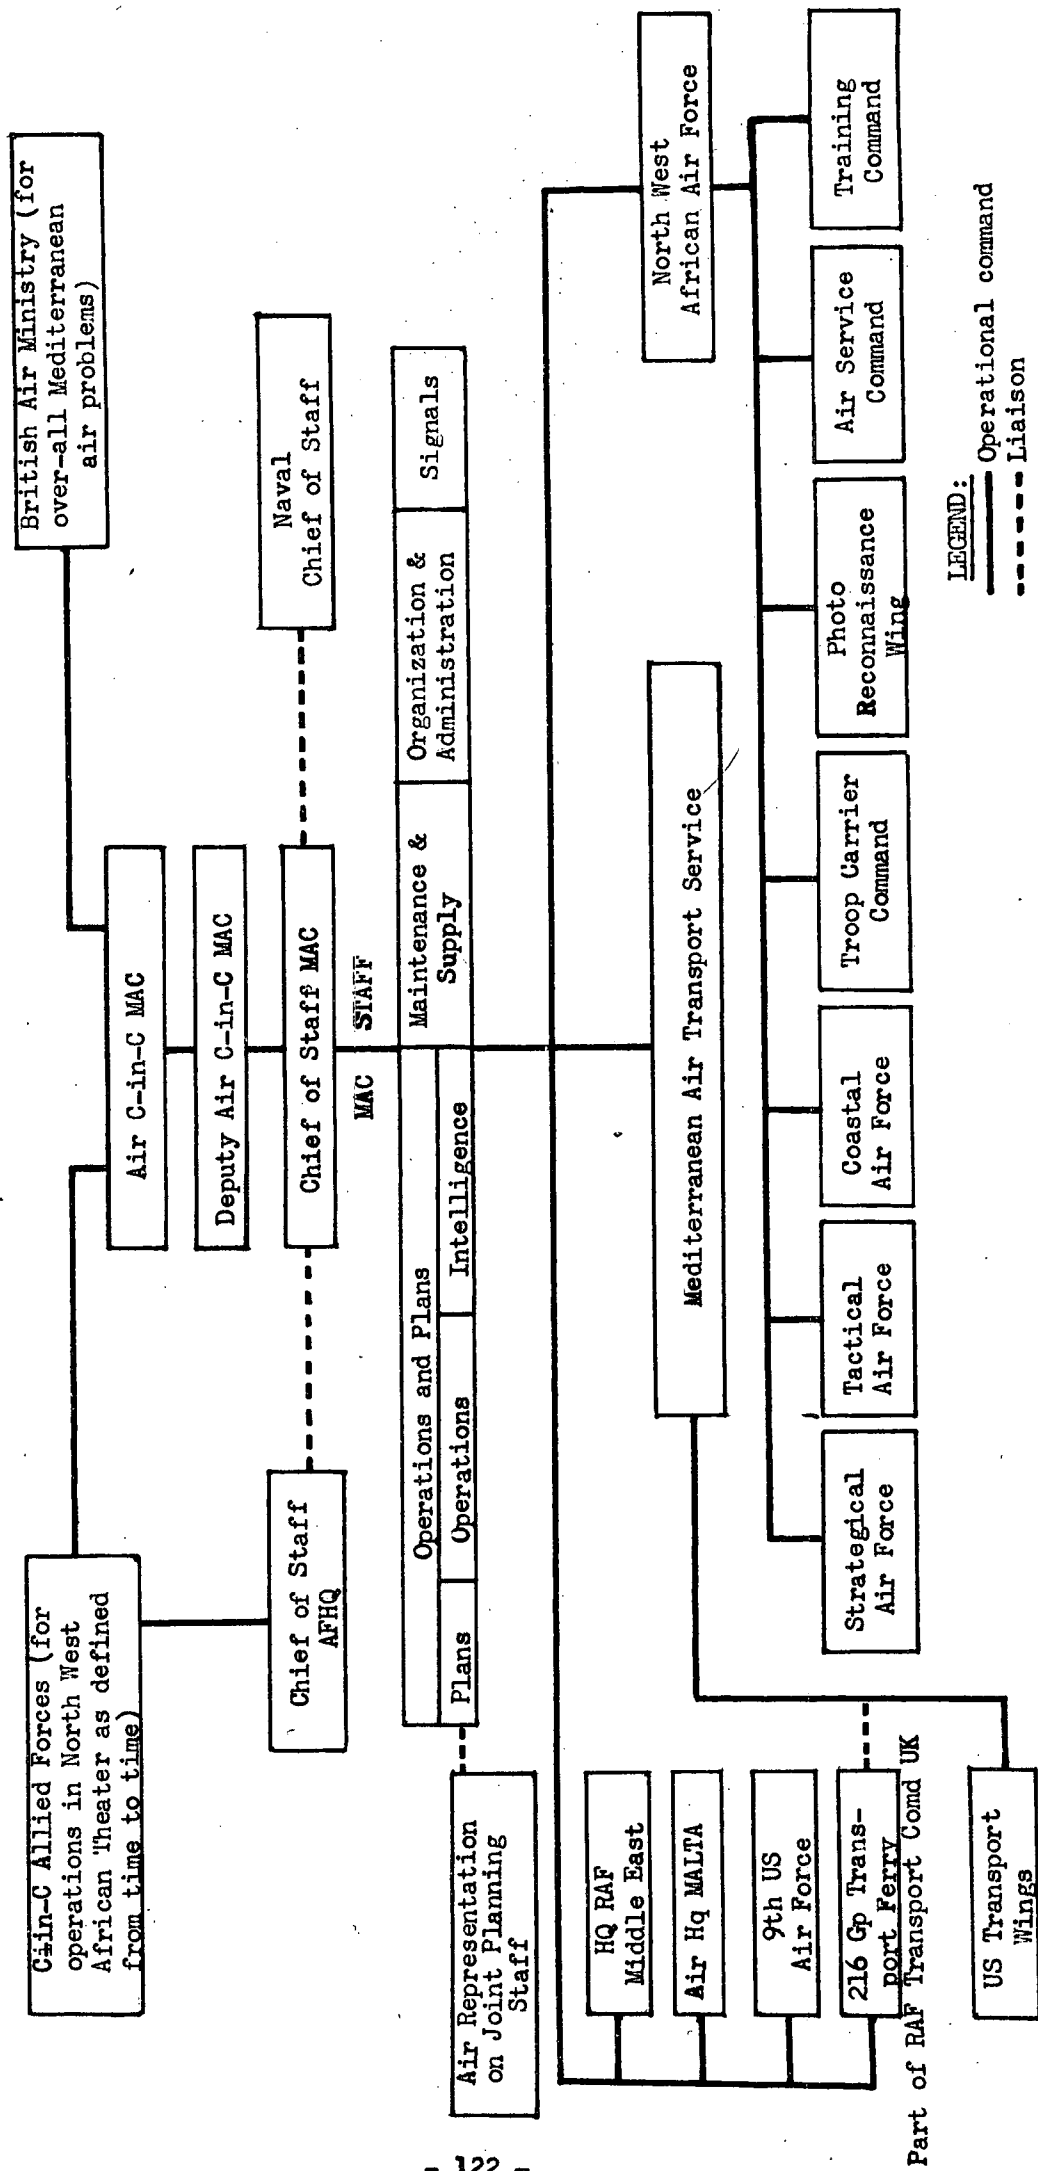 C-in-C Allied Forces (for
operations in North West
African Theater as defined
from time to time)
British Air Ministry (for
over-all Mediterranean
air problems)
Air C-in-C MAC
Deputy Air C-in-C MAC
Chief of Staff
AFHQ
Chief of Staff MAC
Naval
Chief of Staff
MAC STAFF
Operations and Plans
Plans
Operations
Intelligence
Maintenance &
Supply
Organization &
Administration
Signals
Air Representation
on Joint Planning
Staff
HQ RAF
Middle East
Air Hq MALTA
9th US
Air Force
216 Gp Trans-
port Ferry
Part of RAF Transport Comd UK
US Transport
Wings
Mediterranean Air Transport Service
North West
African Air Force
Strategical
Air Force
Tactical
Air Force
Coastal
Air Force
Troop Carrier
Command
Photo
Reconnaissance
Wing
Air Service
Command
Training
Command
LEGEND:
Operational command
Liaison
- 122 -